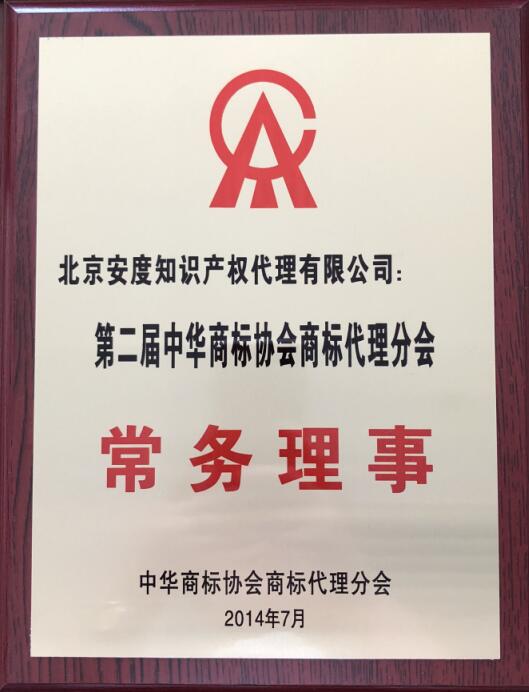 北京安度知识产权代理有限公司：
第二届中华商标协会商标代理分会
常务理事
中华商标协会商标代理分会
2014年7月